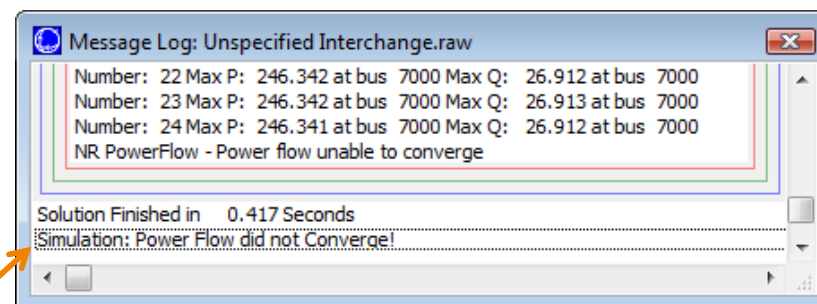 Message Log: Unspecified Interchange.raw
Number: 22 Max P: 246.342 at bus 7000 Max Q: 26.912 at bus 7000
Number: 23 Max P: 246.342 at bus 7000 Max Q: 26.913 at bus 7000
Number: 24 Max P: 246.341 at bus 7000 Max Q: 26.912 at bus 7000
NR PowerFlow - Power flow unable to converge
Solution Finished in 0.417 Seconds
Simulation: Power Flow did not Converge!